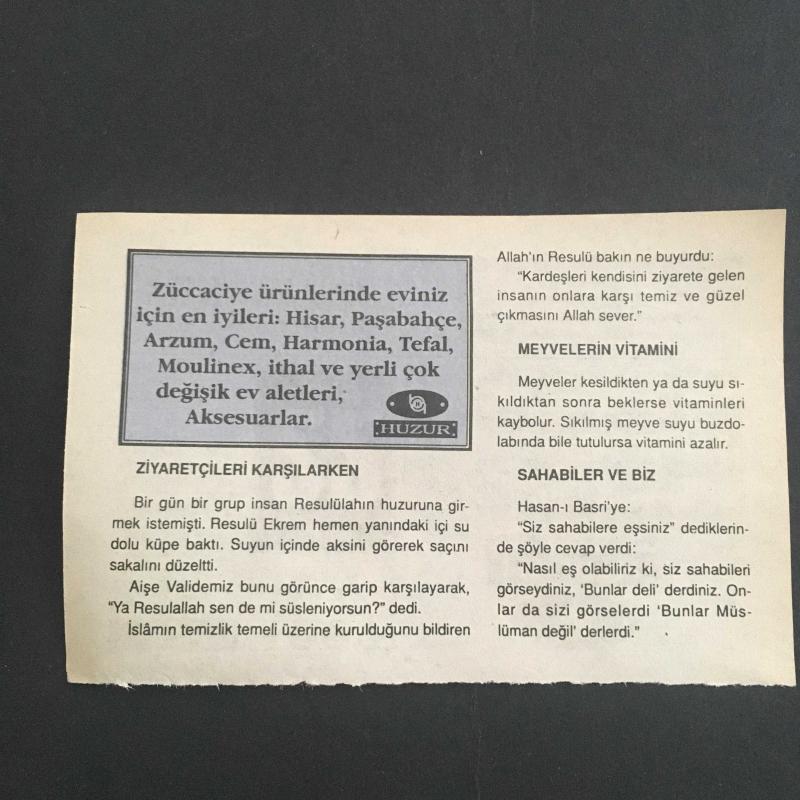 Züccaciye ürünlerinde eviniz
için en iyileri: Hisar, Paşabahçe,
Arzum, Cem, Harmonia, Tefal,
Moulinex, ithal ve yerli çok
değişik ev aletleri,
Aksesuarlar.
HUZUR
ZİYARETÇİLERİ KARŞILARKEN
Bir gün bir grup insan Resulülahın huzuruna gir-
mek istemişti. Resulü Ekrem hemen yanındaki içi su
dolu küpe baktı. Suyun içinde aksini görerek saçını
sakalını düzeltti.
Aişe Validemiz bunu görünce garip karşılayarak,
"Ya Resulallah sen de mi süsleniyorsun?" dedi.
İslâmın temizlik temeli üzerine kurulduğunu bildiren
Allah'ın Resulü bakın ne buyurdu:
"Kardeşleri kendisini ziyarete gelen
insanın onlara karşı temiz ve güzel
çıkmasını Allah sever."
MEYVELERİN VİTAMİNİ
Meyveler kesildikten ya da suyu sı-
kıldıktan sonra beklerse vitaminleri
kaybolur. Sıkılmış meyve suyu buzdo-
labında bile tutulursa vitamini azalır.
SAHABİLER VE BİZ
Hasan-ı Basri'ye:
"Siz sahabilere eşsiniz" dediklerin-
de şöyle cevap verdi:
"Nasıl eş olabiliriz ki, siz sahabileri
görseydiniz, 'Bunlar deli' derdiniz. On-
lar da sizi görselerdi 'Bunlar Müs-
lüman değil' derlerdi."